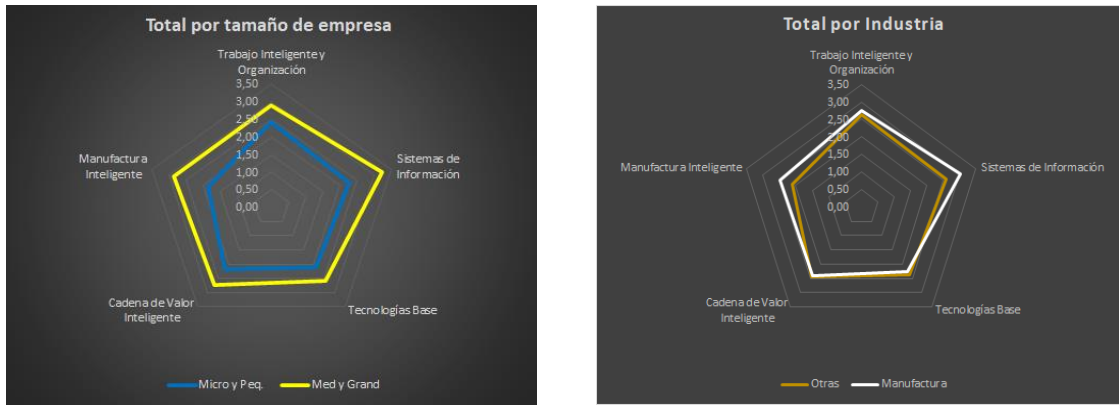 Total por tamaño de empresa
Trabajo Inteligente y
Organización
3,50
3,00
2,50
2,00
1,50
1,00
0,50
0,00
Sistemas de
Información
Tecnologías Base
Cadena de Valor
Inteligente
Manufactura
Inteligente
Micro y Peq.
Med y Grand
Total por Industria
Trabajo Inteligente y
Organización
3,50
3,00
2,50
2,00
1,50
1,00
0,50
0,00
Sistemas de Información
Tecnologías Base
Cadena de Valor
Inteligente
Manufactura Inteligente
Otras
Manufactura